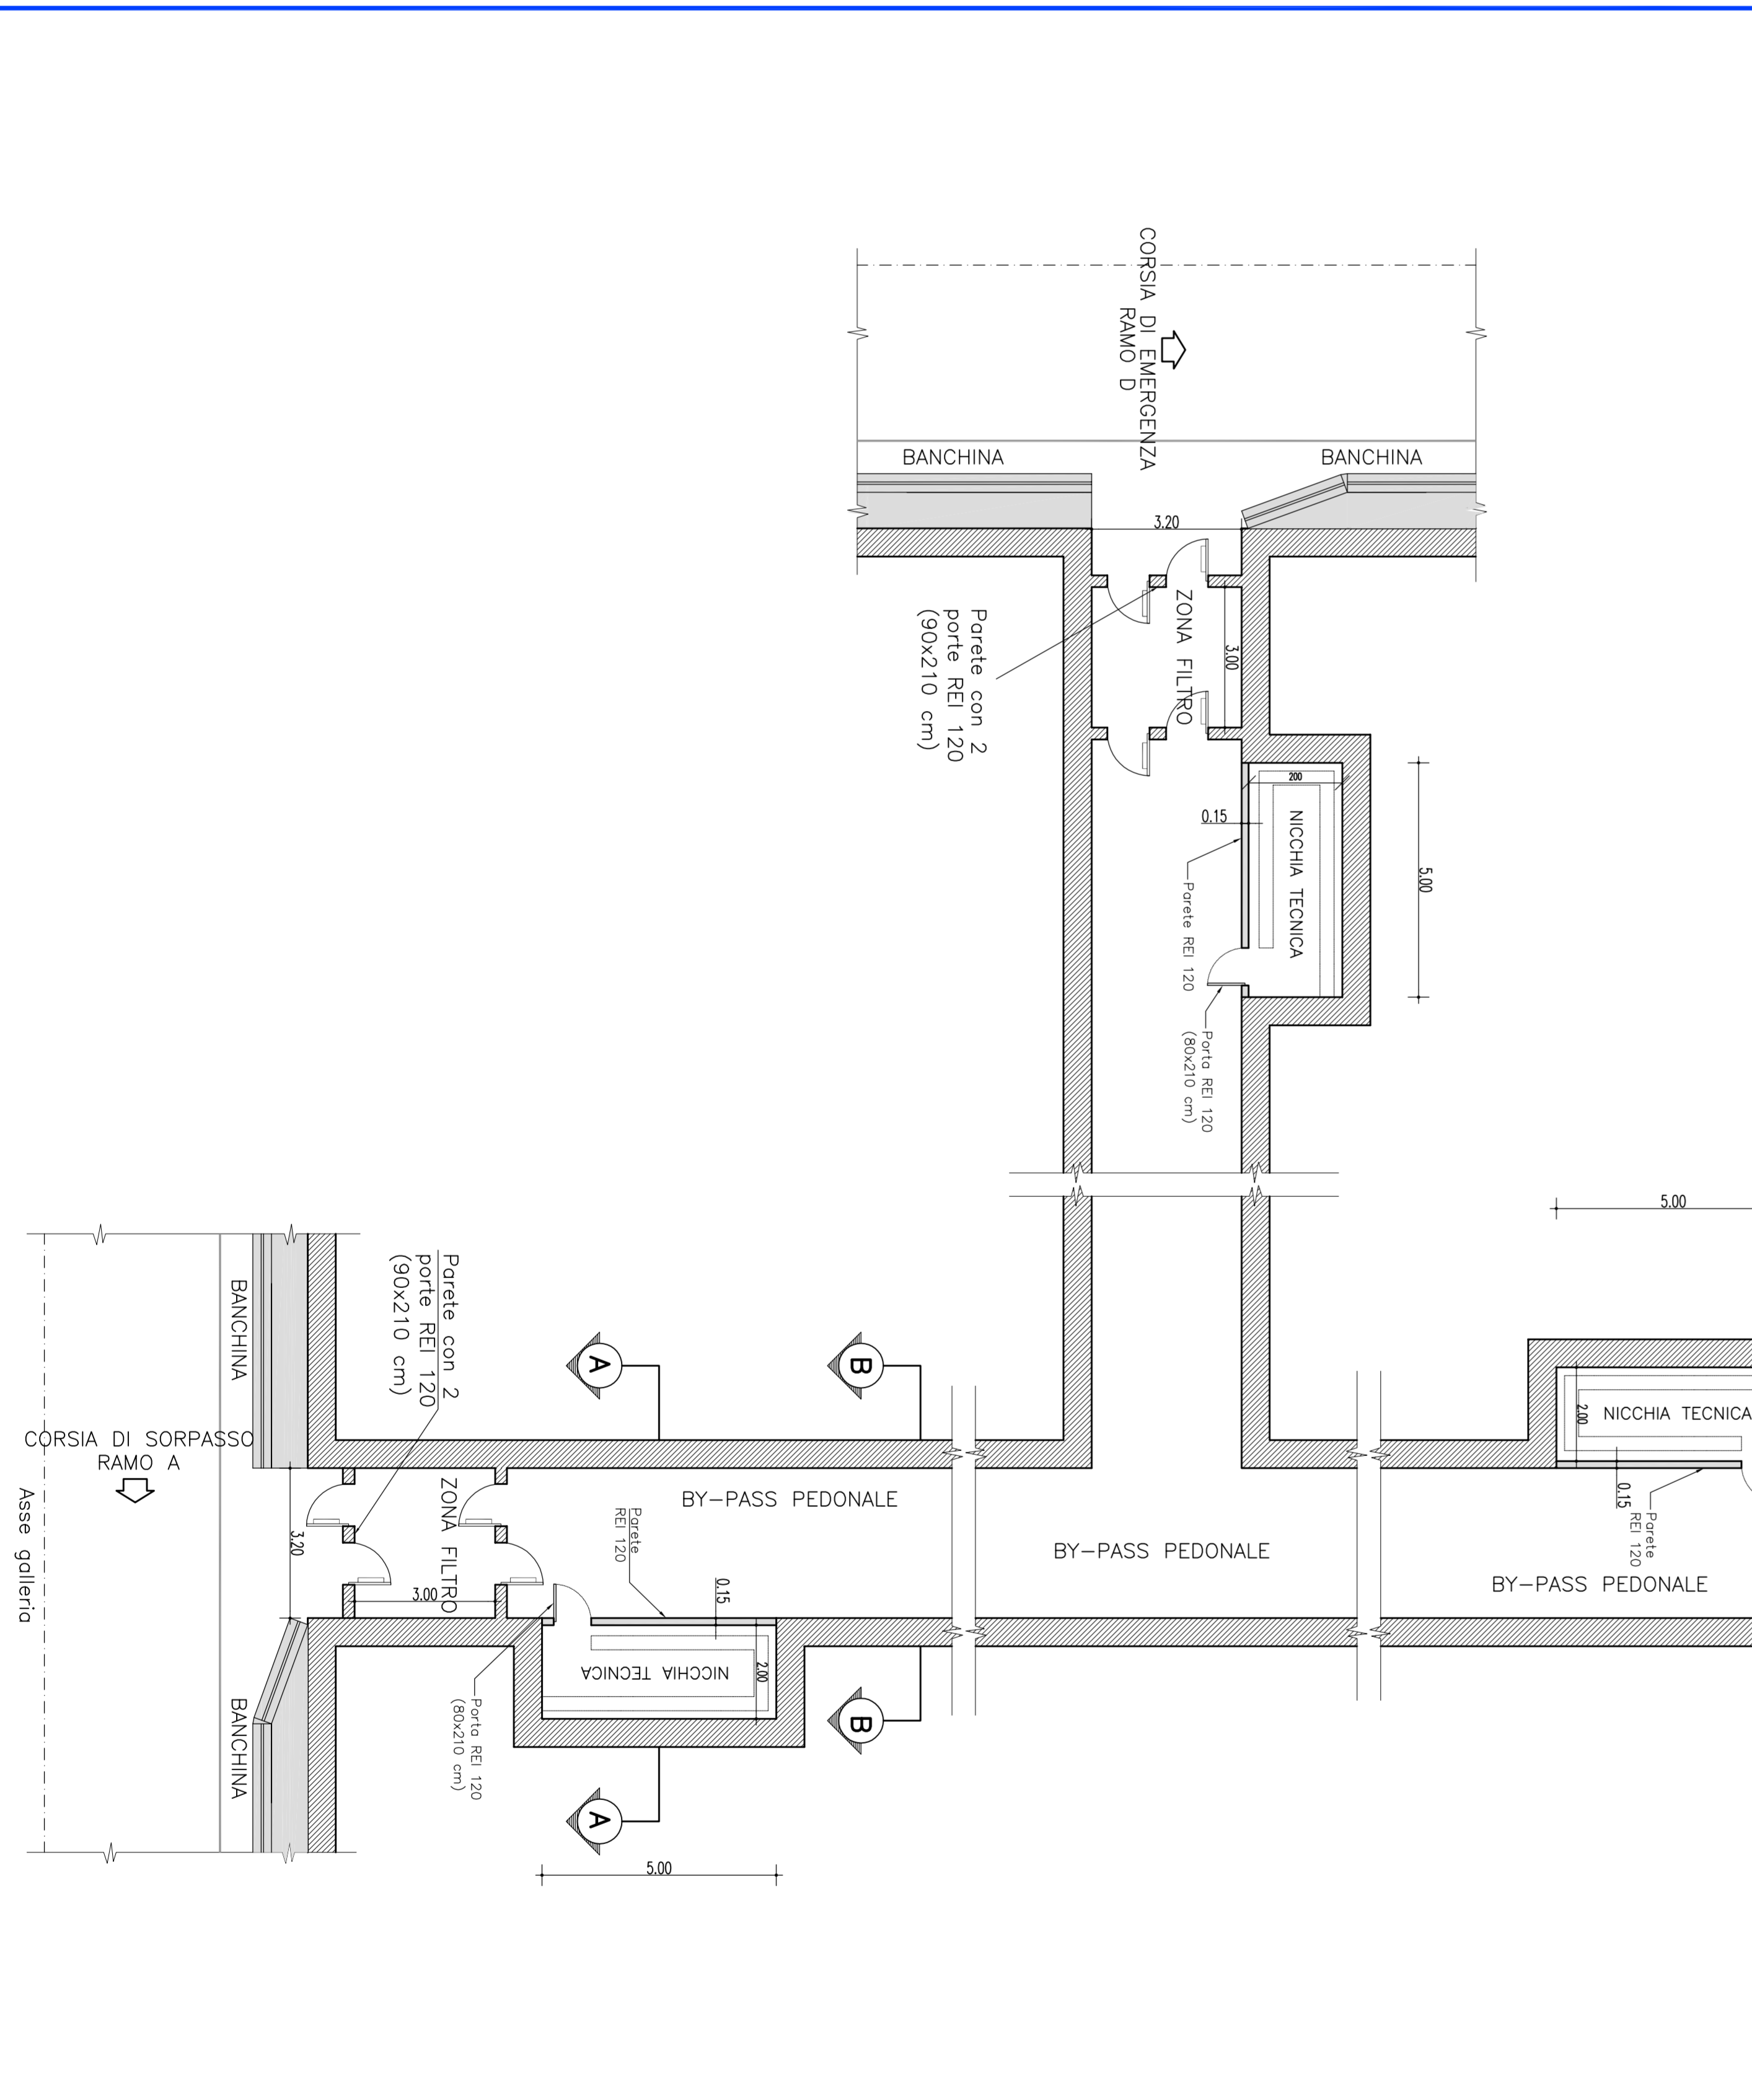 CORSIA DI EMERGENZA
RAMO D
BANCHINA
BANCHINA
3.20
Parete con 2
porte REI 120
(90x210 cm)
ZONA FILTRO
3.00
200
0.15
NICCHIA TECNICA
5.00
Parete REI 120
Porta REI 120
(80x210 cm)
5.00
2.00
NICCHIA TECNICA
0.15
Parete
REI 120
BY-PASS PEDONALE
BY-PASS PEDONALE
BY-PASS PEDONALE
Parete con 2
porte REI 120
(90x210 cm)
A
B
BANCHINA
CORSIA DI SORPASSO
RAMO A
Asse galleria
3.20
ZONA FILTRO
3.00
Parete
REI 120
0.15
NICCHIA TECNICA
2.00
Porta REI 120
(80x210 cm)
BANCHINA
B
A
5.00